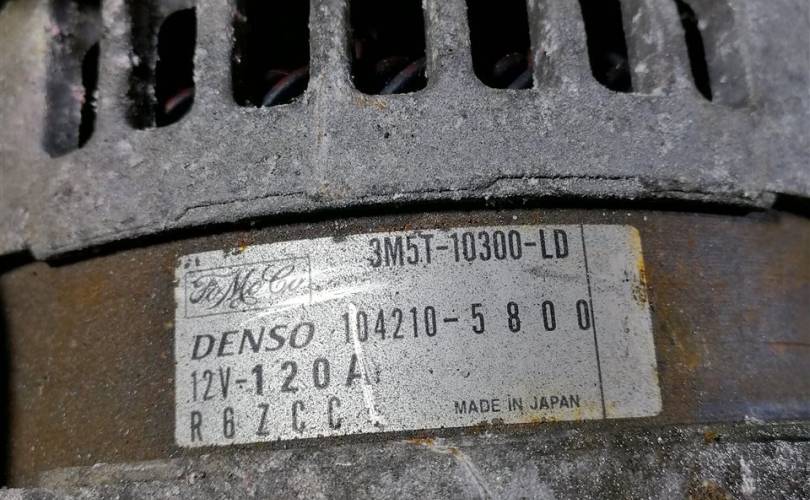 3M5T-10300-LD
FoMoCo
DENSO 104210-5800
12V-120A
R6ZCC
MADE IN JAPAN